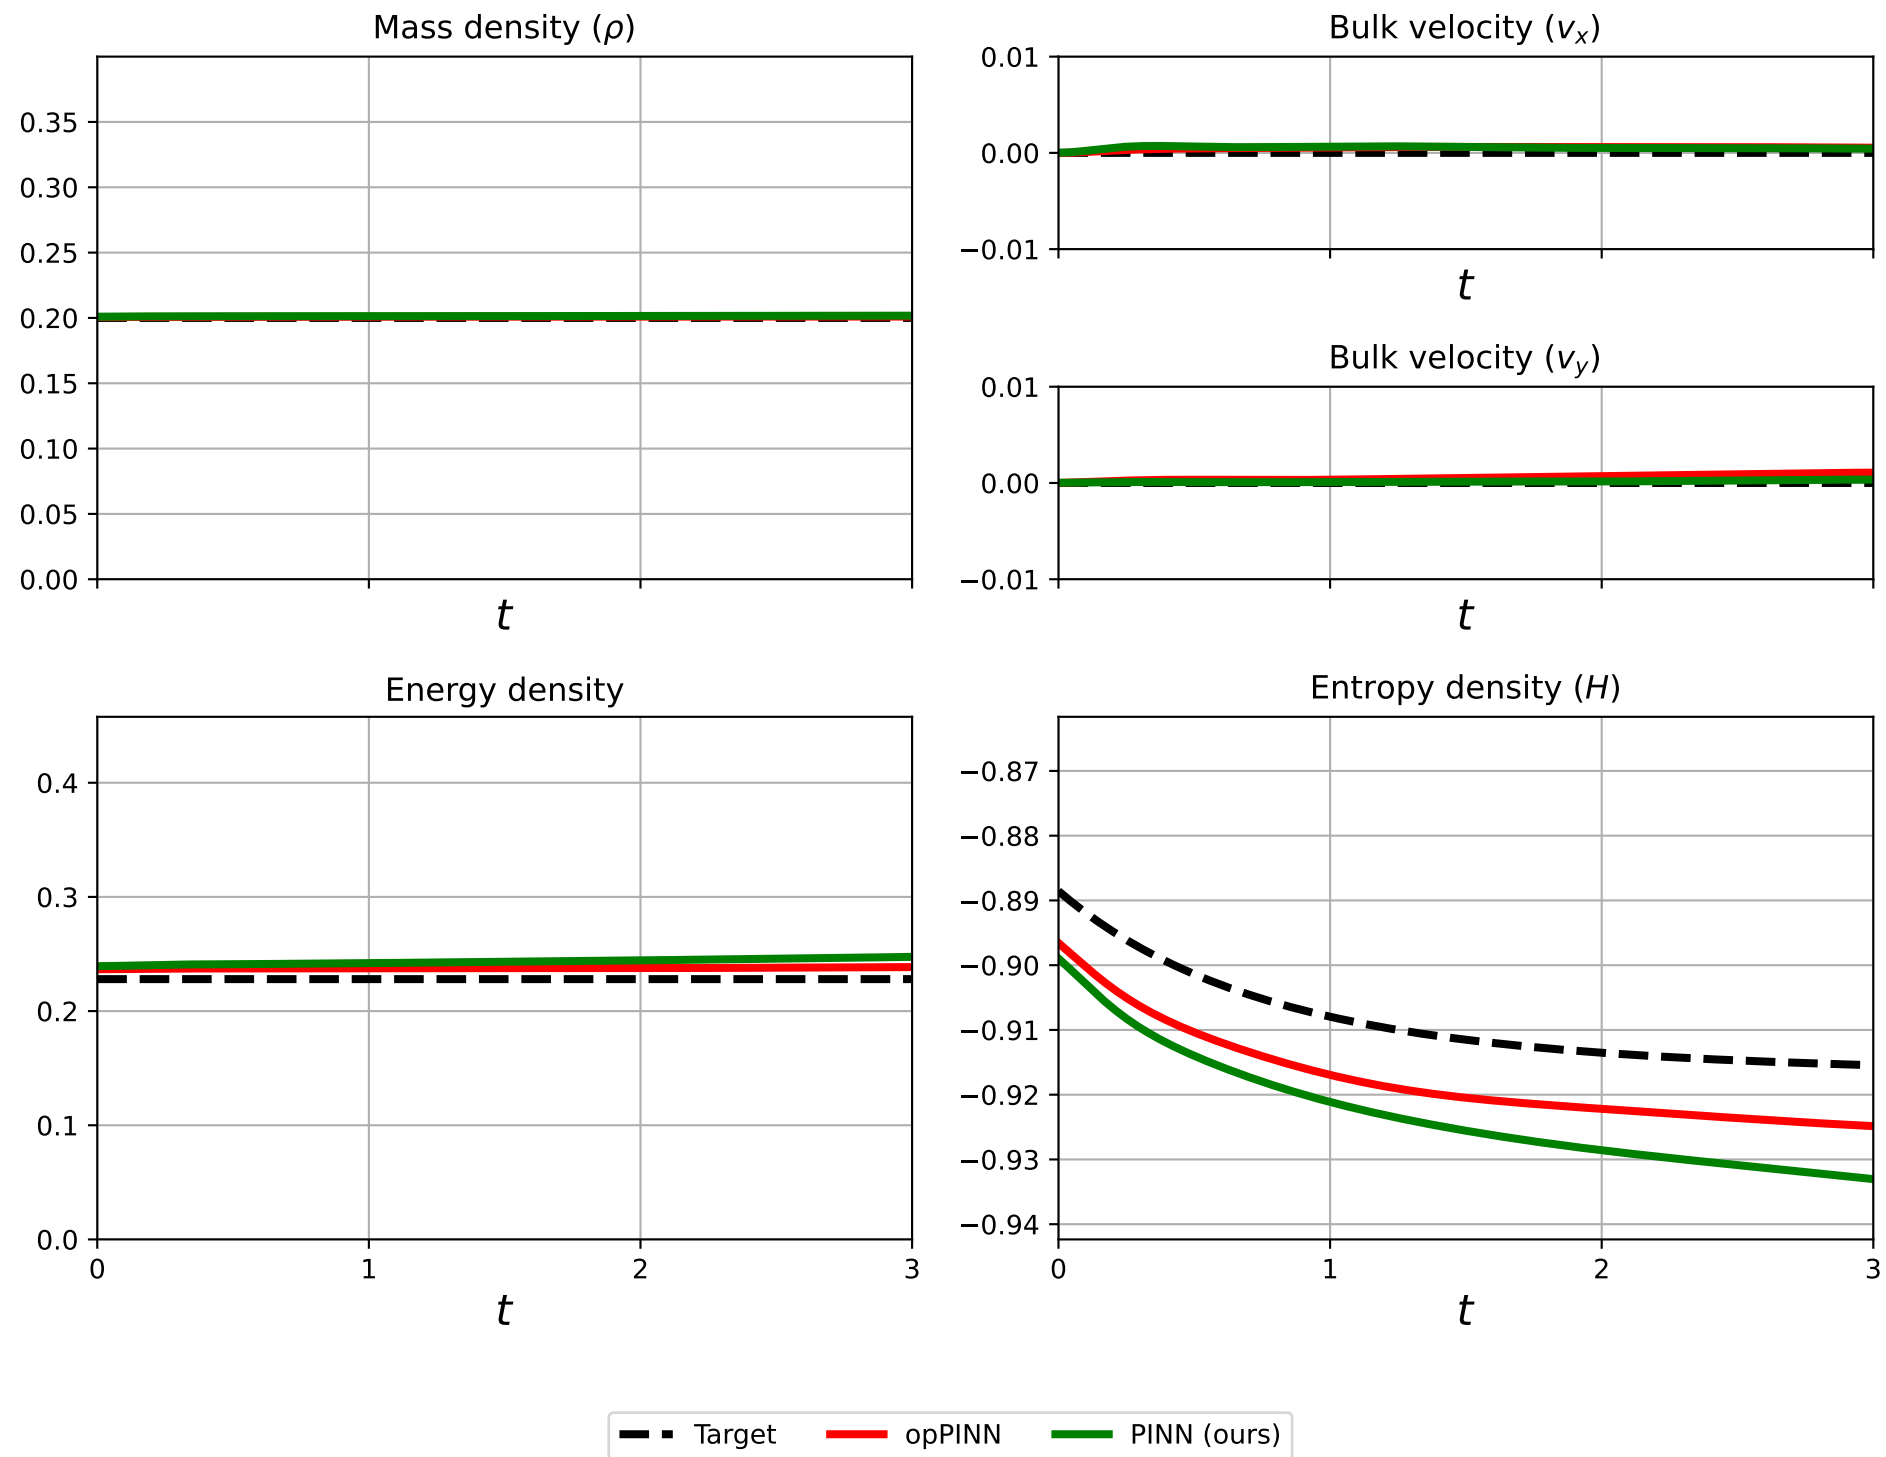 Mass density (ρ)
0.35
0.30
0.25
0.20
0.15
0.10
0.05
0.00
t
Bulk velocity (vₓ)
0.01
0.00
−0.01
t
Bulk velocity (v_y)
0.01
0.00
−0.01
t
Energy density
0.4
0.3
0.2
0.1
0.0
0 1 2 3
t
Entropy density (H)
−0.87
−0.88
−0.89
−0.90
−0.91
−0.92
−0.93
−0.94
0 1 2 3
t
Target opPINN PINN (ours)